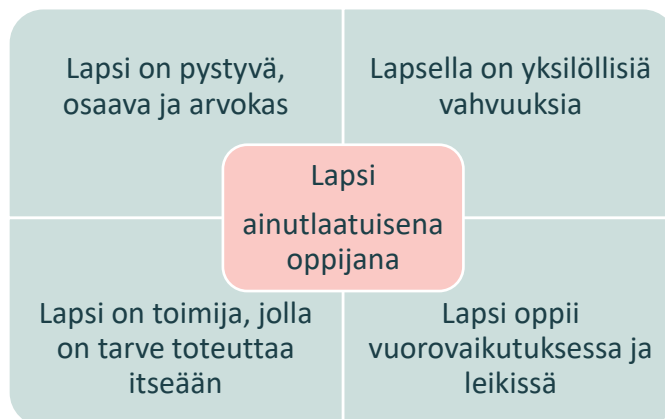 Lapsi on pystyvä,
osaava ja arvokas
Lapsella on yksilöllisiä
vahvuuksia
Lapsi
ainutlaatuisena
oppijana
Lapsi on toimija, jolla
on tarve toteuttaa
itseään
Lapsi oppii
vuorovaikutuksessa ja
leikissä